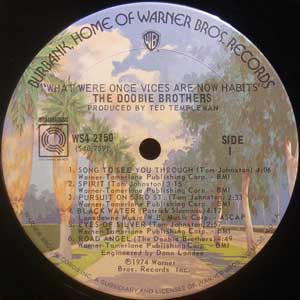 BURBANK, HOME OF WARNER BROS. RECORDS
WB
"WHAT WERE ONCE VICES ARE NOW HABITS"
THE DOOBIE BROTHERS
PRODUCED BY TED TEMPLEMAN
WS4 2750
SIDE
1
1. SONG TO SEE YOU THROUGH (Tom Johnston) 4:06
Warner-Tamerlane Publishing Corp. - BMI
2. SPIRIT (Tom Johnston) 3:15
Warner-Tamerlane Publishing Corp. - BMI
3. PURSUIT ON 53RD ST. (Tom Johnston) 2:33
Warner-Tamerlane Publishing Corp. - BMI
4. BLACK WATER (Patrick Simmons) 4:17
ASCAP
5. EYES OF SILVER (Tom Johnston) 2:57
Warner-Tamerlane Publishing Corp. - BMI
6. ROAD ANGEL (The Doobie Brothers) 4:49
Warner-Tamerlane Publishing Corp. - BMI
Engineered by Donn Landee
℗1974 Warner
Bros. Records Inc.